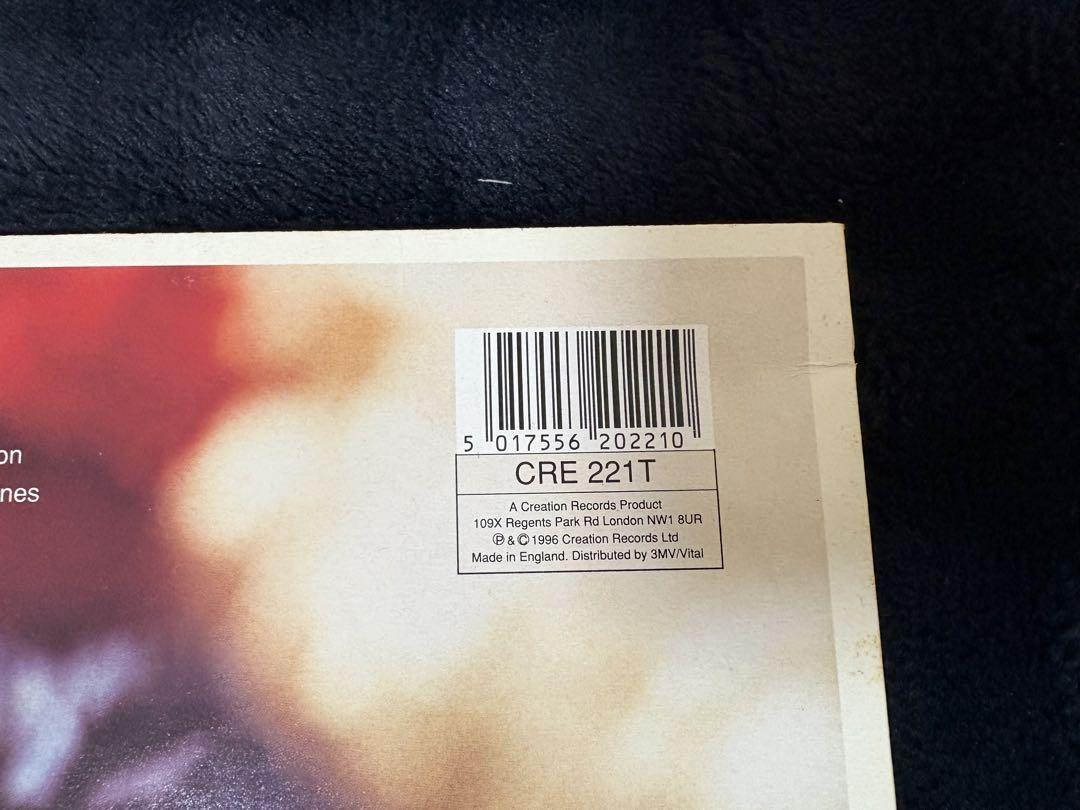 on
nes
5 017556 202210
CRE 221T
A Creation Records Product
109X Regents Park Rd London NW1 8UR
℗ & © 1996 Creation Records Ltd
Made in England. Distributed by 3MV/Vital